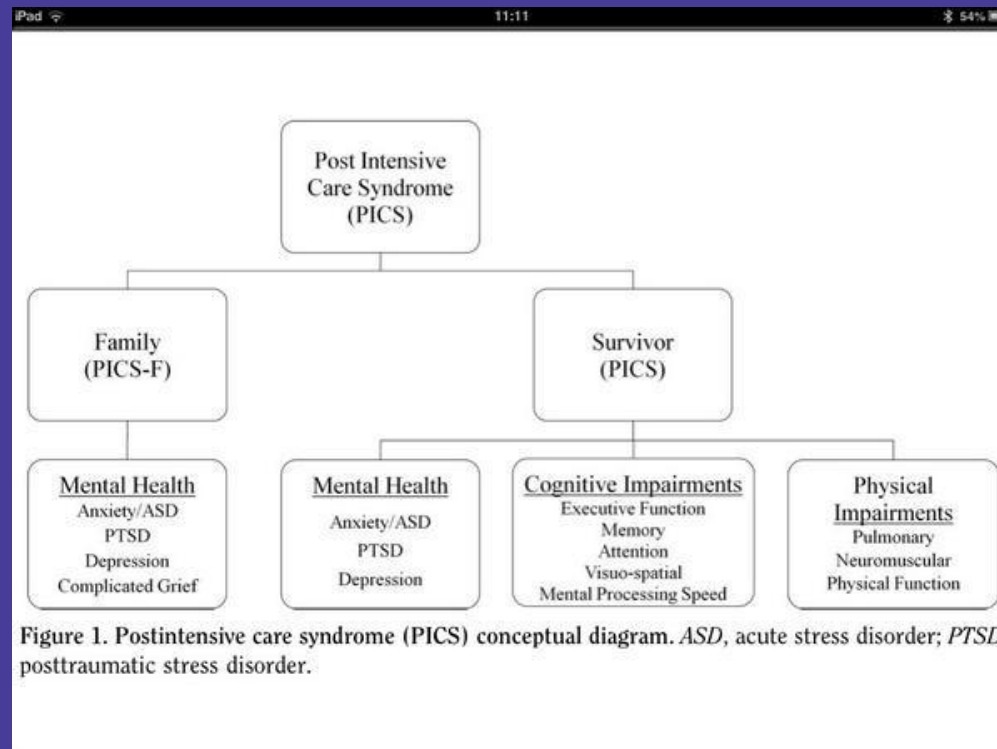 iPad
11:11
54%
Post Intensive
Care Syndrome
(PICS)
Family
(PICS-F)
Survivor
(PICS)
Mental Health
Anxiety/ASD
PTSD
Depression
Complicated Grief
Mental Health
Anxiety/ASD
PTSD
Depression
Cognitive Impairments
Executive Function
Memory
Attention
Visuo-spatial
Mental Processing Speed
Physical
Impairments
Pulmonary
Neuromuscular
Physical Function
Figure 1. Postintensive care syndrome (PICS) conceptual diagram. ASD, acute stress disorder; PTSD
posttraumatic stress disorder.